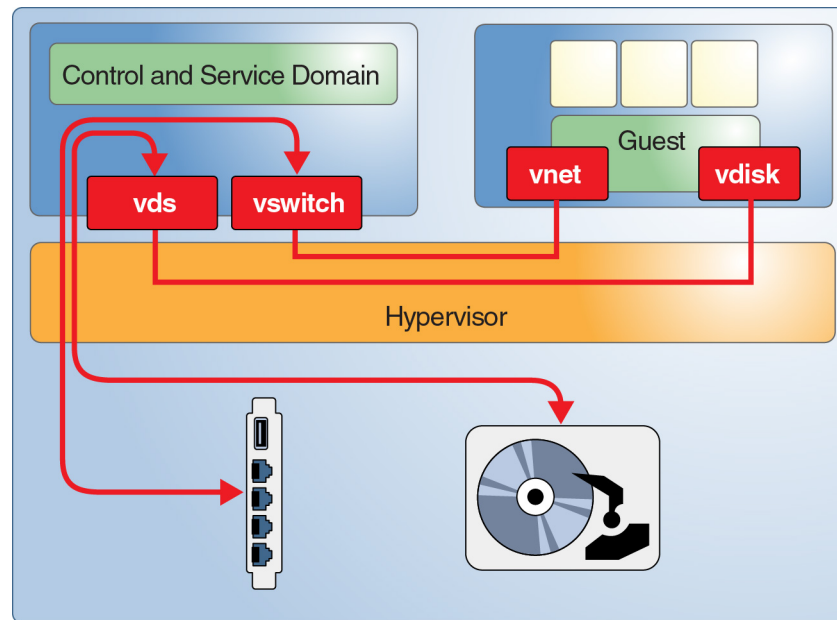 Control and Service Domain
Guest
vds
vswitch
vnet
vdisk
Hypervisor